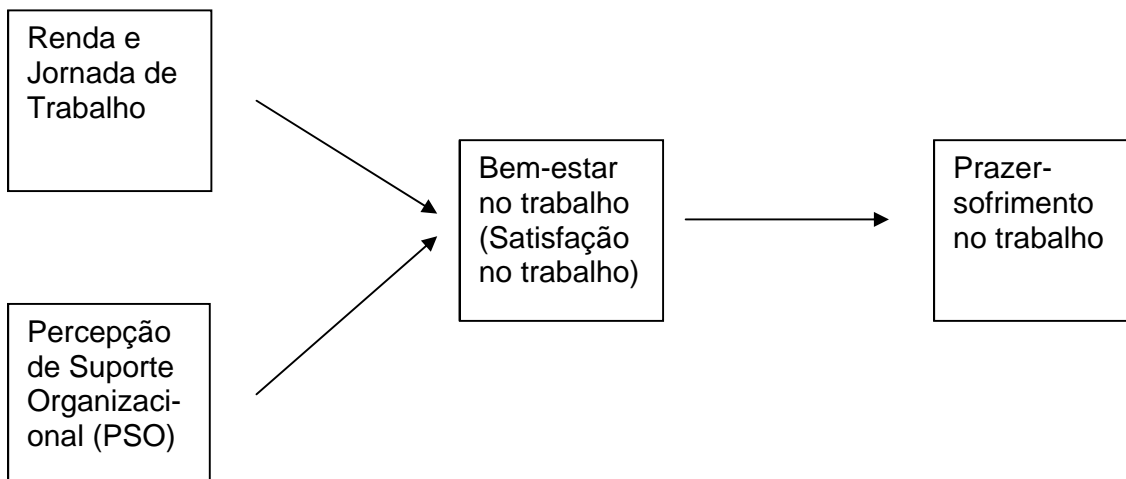 Renda e
Jornada de
Trabalho
Bem-estar
no trabalho
(Satisfação
no trabalho)
Prazer-
sofrimento
no trabalho
Percepção
de Suporte
Organizaci-
onal (PSO)